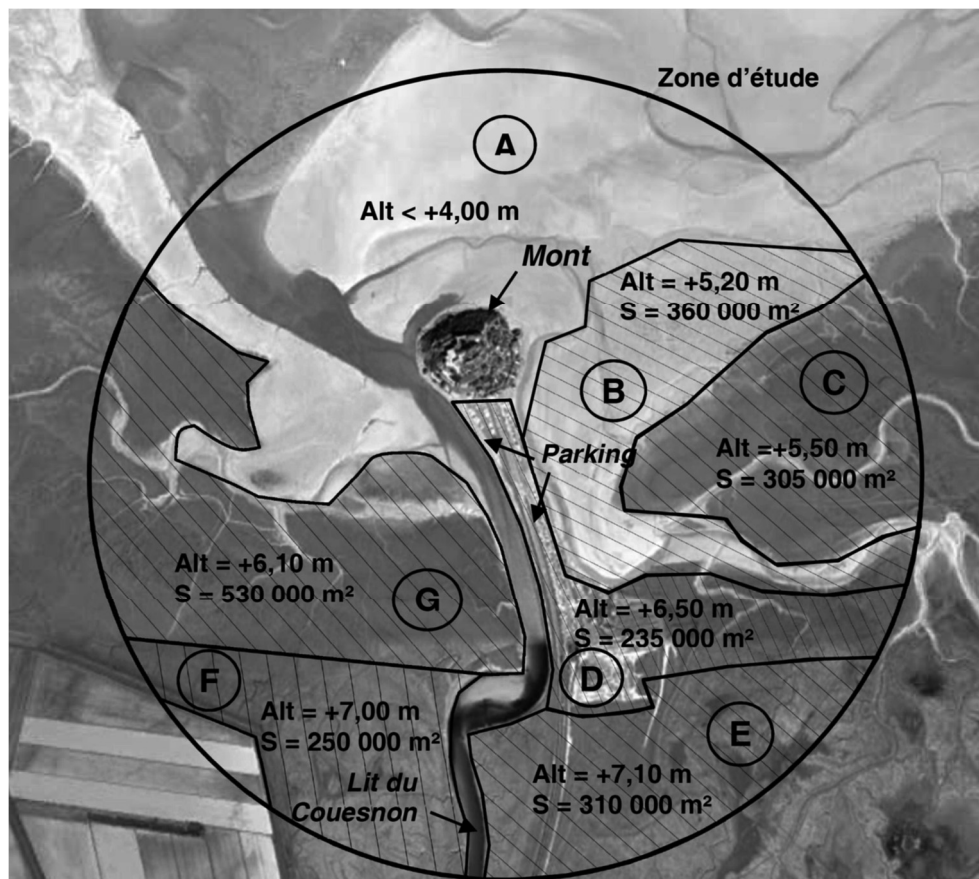 Zone d'étude
A
Alt < +4,00 m
Mont
Alt = +5,20 m
S = 360 000 m²
B
C
Parking
Alt =+5,50 m
S = 305 000 m²
Alt = +6,10 m
S = 530 000 m²
G
Alt = +6,50 m
S = 235 000 m²
F
D
Alt = +7,00 m
S = 250 000 m²
E
Alt = +7,10 m
S = 310 000 m²
Lit du
Couesnon